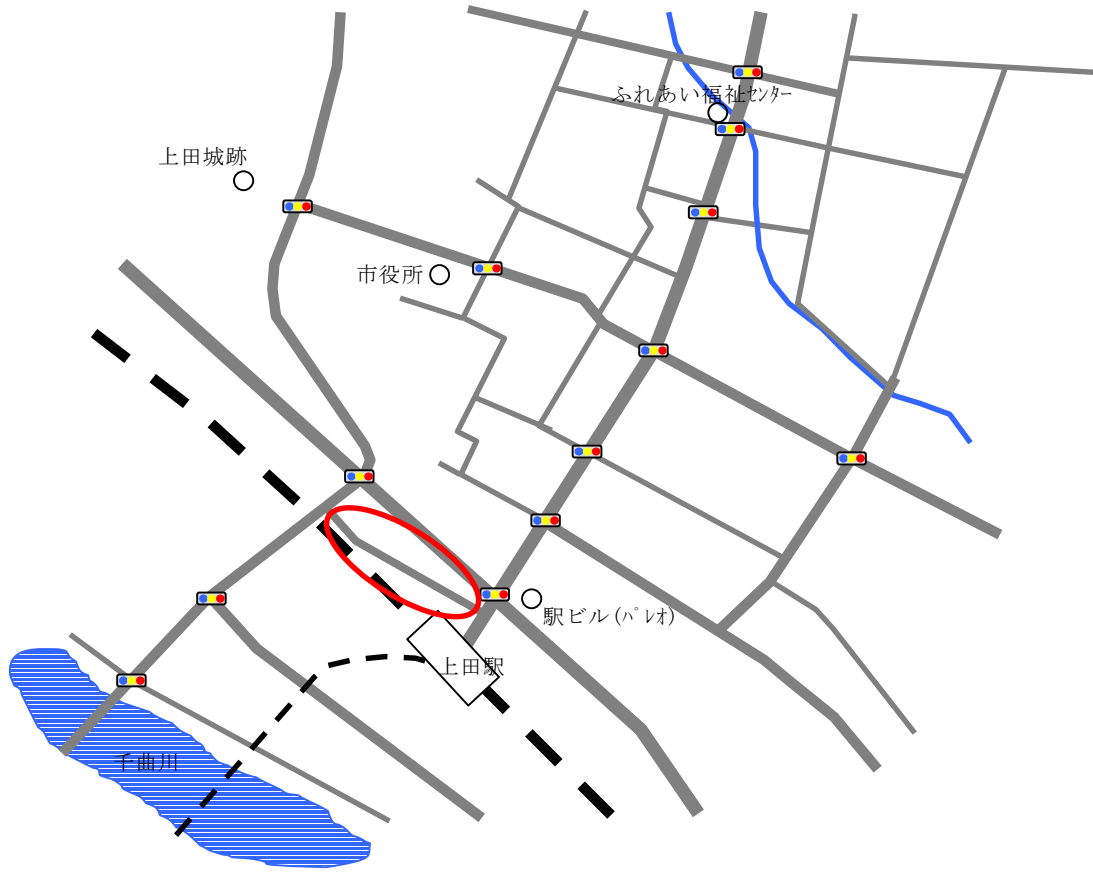 ふれあい福祉ｾﾝﾀｰ
上田城跡
市役所
駅ビル(ﾊﾟﾚｵ)
上田駅
千曲川